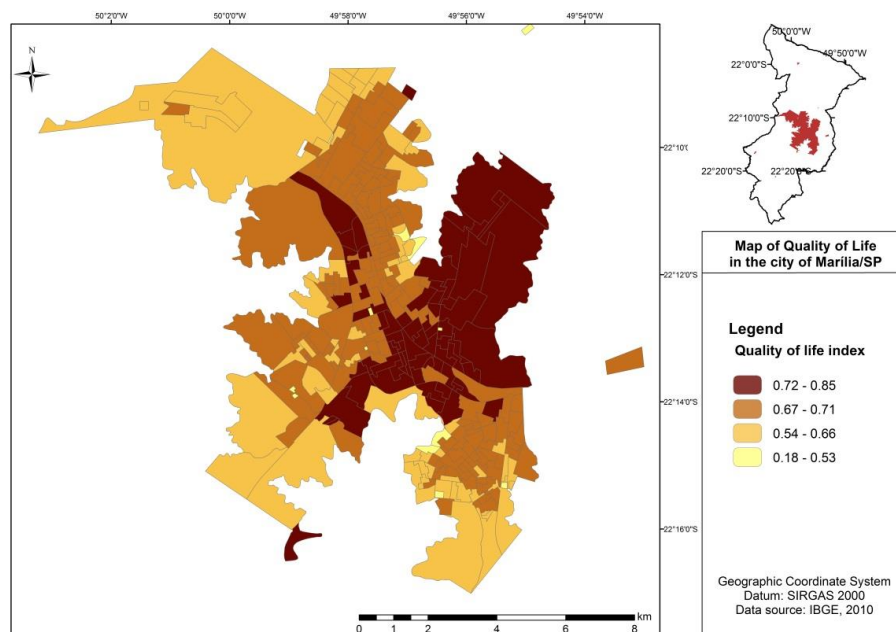 50°2'0"W 50°0'0"W 49°58'0"W 49°56'0"W 49°54'0"W
N
22°10'
22°12'0"S
22°14'0"S
22°16'0"S
km
0 1 2 4 6 8
50°0'0"W
49°50'0"W
22°0'0"S
22°10'0"S
22°20'0"S
22°20'0"S
Map of Quality of Life
in the city of Marília/SP
Legend
Quality of life index
0.72 - 0.85
0.67 - 0.71
0.54 - 0.66
0.18 - 0.53
Geographic Coordinate System
Datum: SIRGAS 2000
Data source: IBGE, 2010